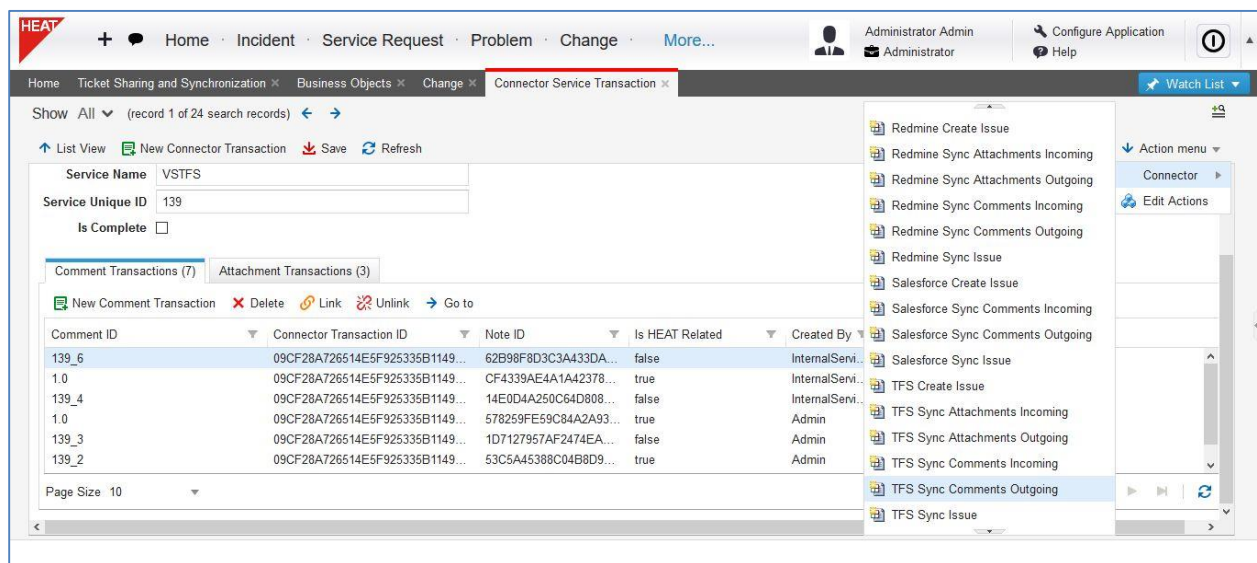 HEAT
Home · Incident · Service Request · Problem · Change · More...
Administrator Admin
Administrator
Configure Application
Help
Home Ticket Sharing and Synchronization × Business Objects × Change × Connector Service Transaction ×
Watch List
Show All (record 1 of 24 search records)
List View New Connector Transaction Save Refresh
Action menu
Connector
Edit Actions
Service Name VSTFS
Service Unique ID 139
Is Complete
Comment Transactions (7) Attachment Transactions (3)
New Comment Transaction Delete Link Unlink Go to
Comment ID Connector Transaction ID Note ID Is HEAT Related Created By
139_6 09CF28A726514E5F925335B1149... 62B98F8D3C3A433DA... false InternalServi...
1.0 09CF28A726514E5F925335B1149... CF4339AE4A1A42378... true InternalServi...
139_4 09CF28A726514E5F925335B1149... 14E0D4A250C64D808... false InternalServi...
1.0 09CF28A726514E5F925335B1149... 578259FE59C84A2A93... true Admin
139_3 09CF28A726514E5F925335B1149... 1D7127957AF2474EA... false Admin
139_2 09CF28A726514E5F925335B1149... 53C5A45388C04B8D9... true Admin
Page Size 10
Redmine Create Issue
Redmine Sync Attachments Incoming
Redmine Sync Attachments Outgoing
Redmine Sync Comments Incoming
Redmine Sync Comments Outgoing
Redmine Sync Issue
Salesforce Create Issue
Salesforce Sync Comments Incoming
Salesforce Sync Comments Outgoing
Salesforce Sync Issue
TFS Create Issue
TFS Sync Attachments Incoming
TFS Sync Attachments Outgoing
TFS Sync Comments Incoming
TFS Sync Comments Outgoing
TFS Sync Issue